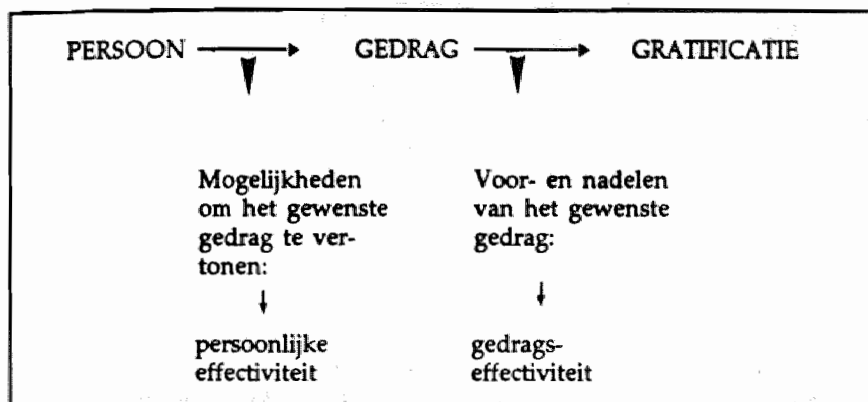 PERSOON GEDRAG GRATIFICATIE
Mogelijkheden
om het gewenste
gedrag te ver-
tonen:
persoonlijke
effectiviteit
Voor- en nadelen
van het gewenste
gedrag:
gedrags-
effectiviteit